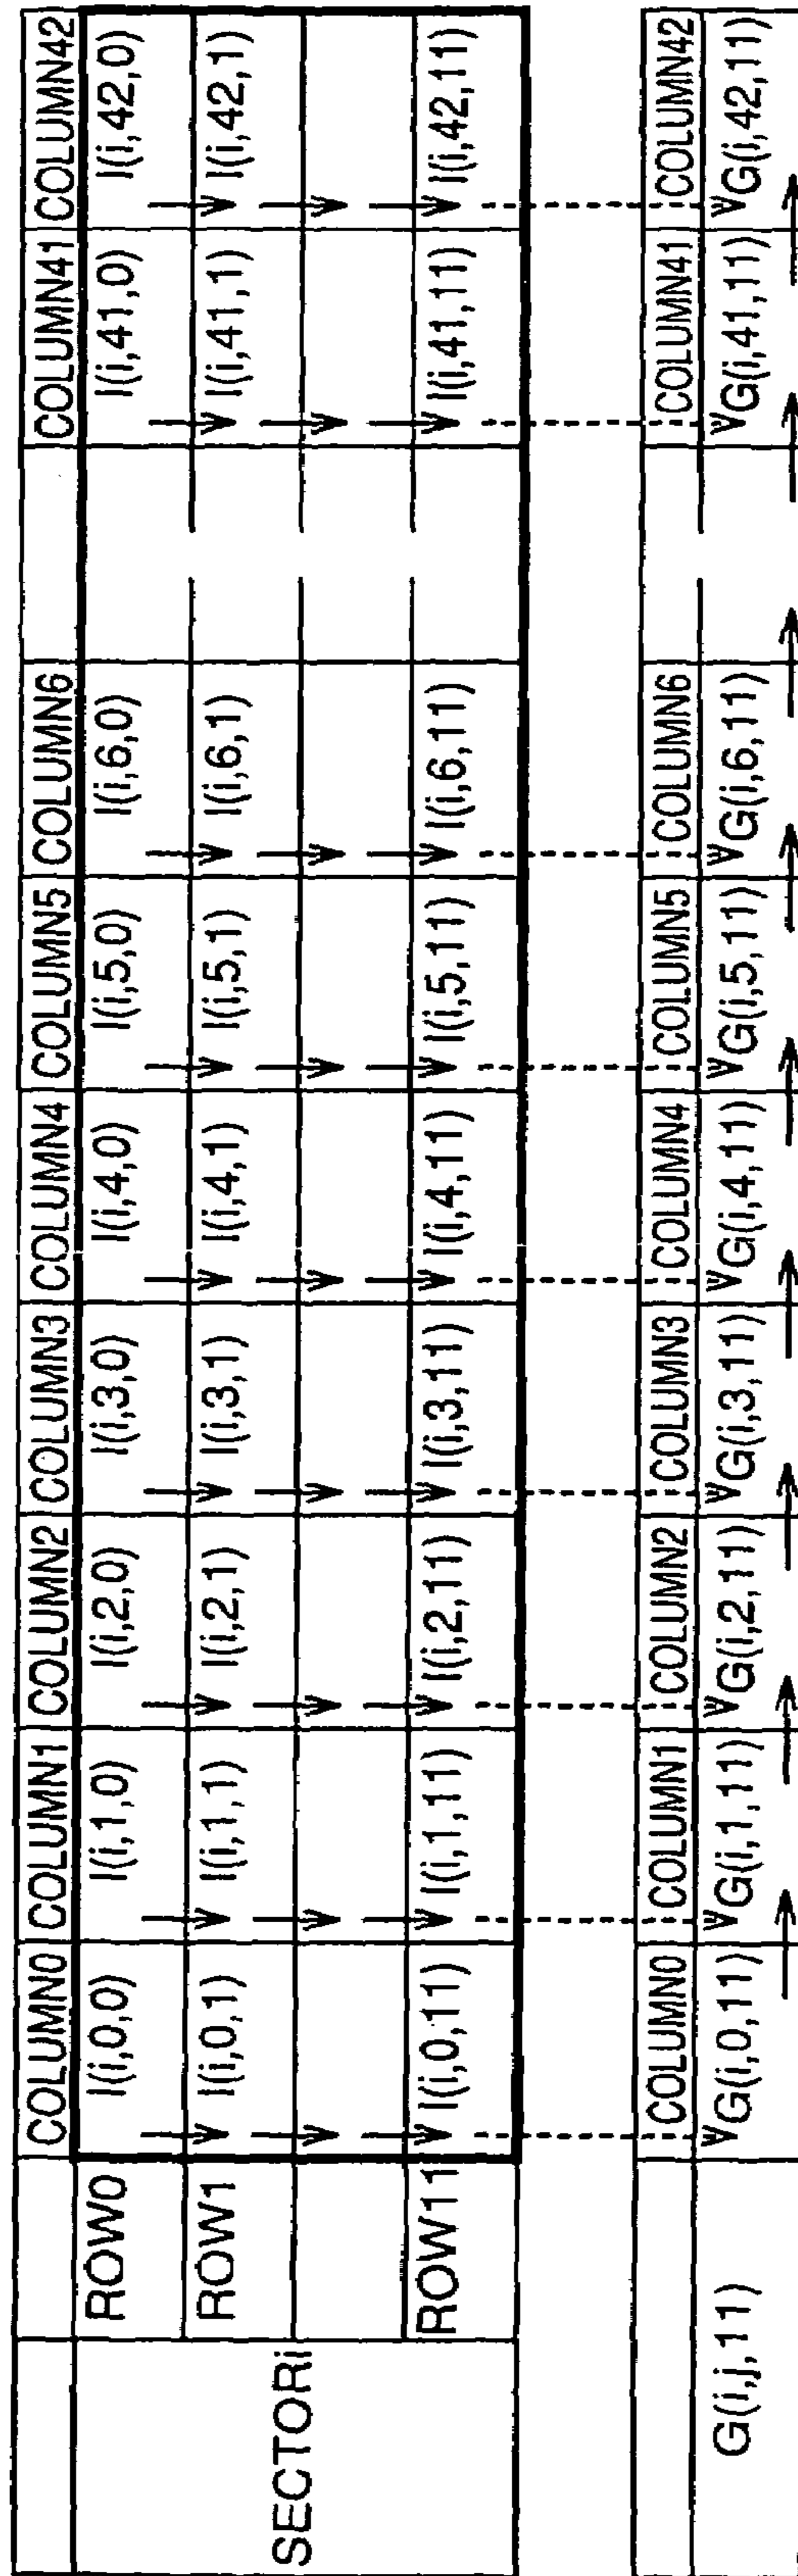 COLUMN0 COLUMN1 COLUMN2 COLUMN3 COLUMN4 COLUMN5 COLUMN6 COLUMN41 COLUMN42
SECTORi
ROW0 I(i,0,0) I(i,1,0) I(i,2,0) I(i,3,0) I(i,4,0) I(i,5,0) I(i,6,0) I(i,41,0) I(i,42,0)
ROW1 I(i,0,1) I(i,1,1) I(i,2,1) I(i,3,1) I(i,4,1) I(i,5,1) I(i,6,1) I(i,41,1) I(i,42,1)
ROW11 I(i,0,11) I(i,1,11) I(i,2,11) I(i,3,11) I(i,4,11) I(i,5,11) I(i,6,11) I(i,41,11) I(i,42,11)
COLUMN0 COLUMN1 COLUMN2 COLUMN3 COLUMN4 COLUMN5 COLUMN6 COLUMN41 COLUMN42
G(i,j,11) G(i,0,11) G(i,1,11) G(i,2,11) G(i,3,11) G(i,4,11) G(i,5,11) G(i,6,11) G(i,41,11) G(i,42,11)